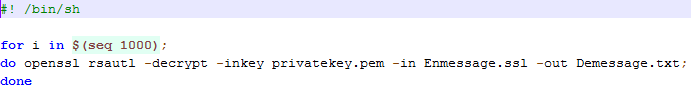 #! /bin/sh
for i in $(seq 1000);
do openssl rsautl -decrypt -inkey privatekey.pem -in Enmessage.ssl -out Demessage.txt;
done